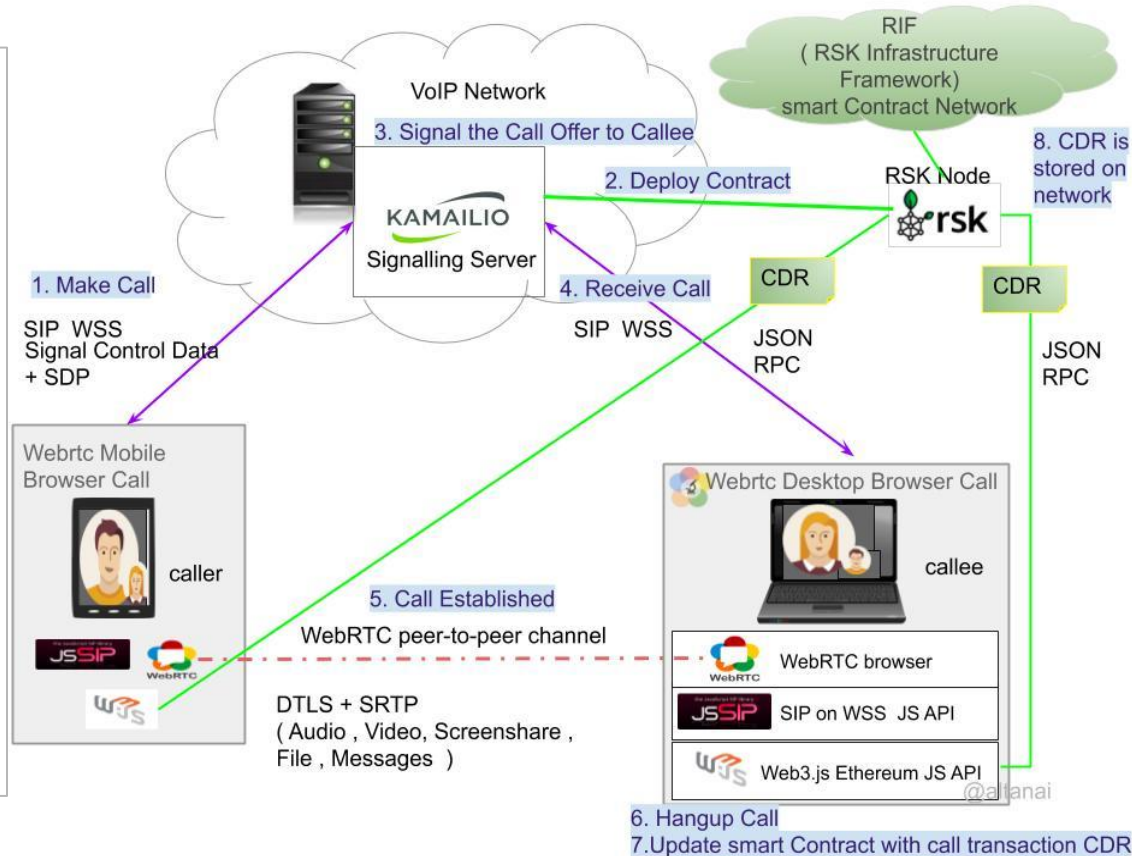 RIF
( RSK Infrastructure
Framework)
smart Contract Network
VoIP Network
3. Signal the Call Offer to Callee
8. CDR is
stored on
network
2. Deploy Contract
RSK Node
rsk
KAMAILIO
Signalling Server
1. Make Call
4. Receive Call
CDR
CDR
SIP WSS
Signal Control Data
+ SDP
SIP WSS
JSON
RPC
JSON
RPC
Webrtc Mobile
Browser Call
caller
Webrtc Desktop Browser Call
callee
5. Call Established
WebRTC peer-to-peer channel
JSSIP
WebRTC
DTLS + SRTP
( Audio , Video, Screenshare ,
File , Messages )
WebRTC
WebRTC browser
JSSIP
SIP on WSS JS API
Web3.js Ethereum JS API
@altanai
6. Hangup Call
7.Update smart Contract with call transaction CDR